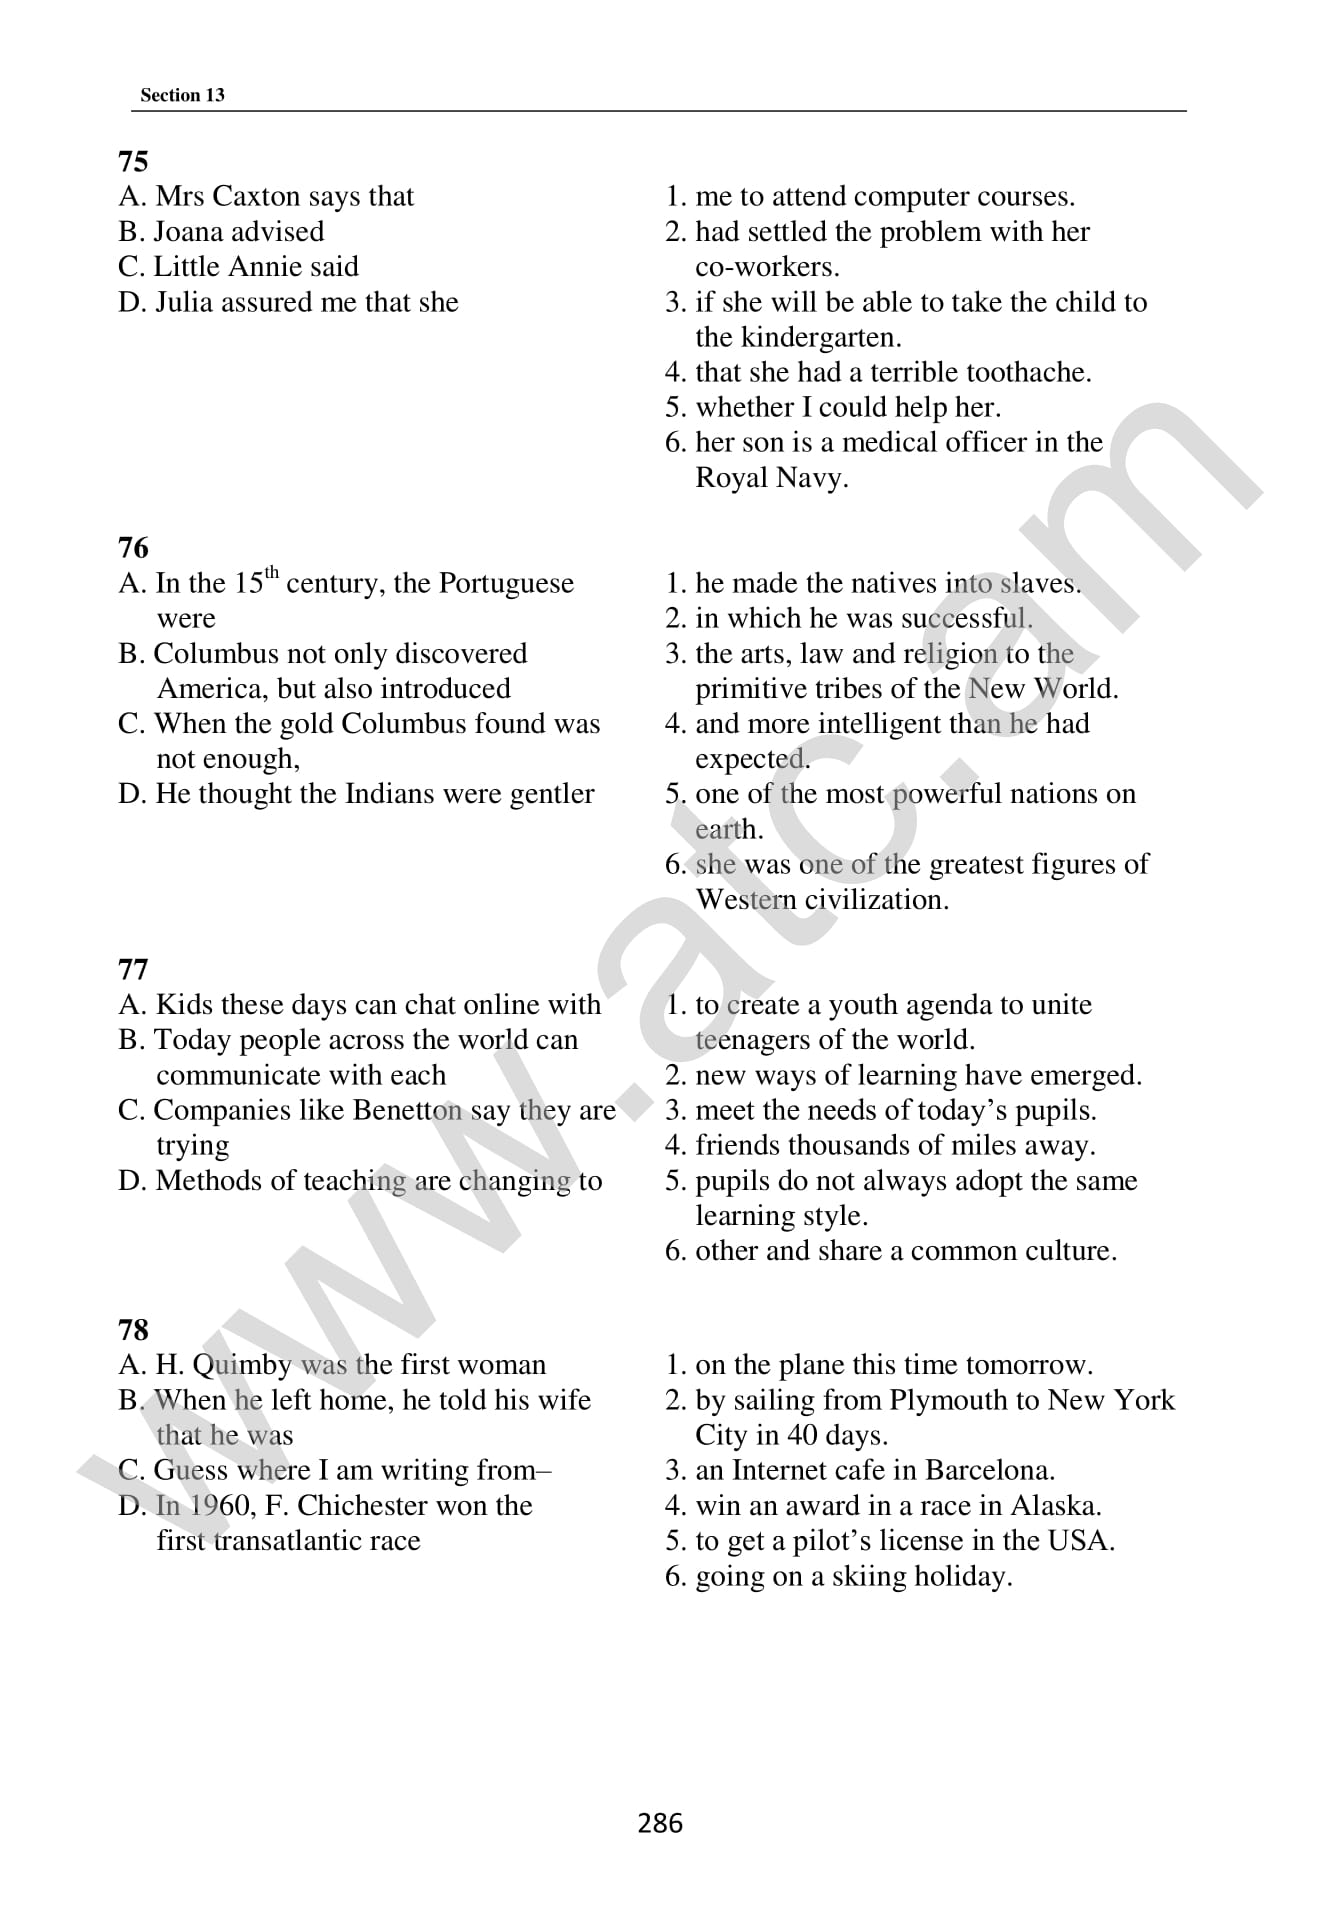 Section 13
75
A. Mrs Caxton says that
B. Joana advised
C. Little Annie said
D. Julia assured me that she
1. me to attend computer courses.
2. had settled the problem with her
co-workers.
3. if she will be able to take the child to
the kindergarten.
4. that she had a terrible toothache.
5. whether I could help her.
6. her son is a medical officer in the
Royal Navy.
76
A. In the 15th century, the Portuguese
were
B. Columbus not only discovered
America, but also introduced
C. When the gold Columbus found was
not enough,
D. He thought the Indians were gentler
1. he made the natives into slaves.
2. in which he was successful.
3. the arts, law and religion to the
primitive tribes of the New World.
4. and more intelligent than he had
expected.
5. one of the most powerful nations on
earth.
6. she was one of the greatest figures of
Western civilization.
77
A. Kids these days can chat online with
B. Today people across the world can
communicate with each
C. Companies like Benetton say they are
trying
D. Methods of teaching are changing to
1. to create a youth agenda to unite
teenagers of the world.
2. new ways of learning have emerged.
3. meet the needs of today’s pupils.
4. friends thousands of miles away.
5. pupils do not always adopt the same
learning style.
6. other and share a common culture.
78
A. H. Quimby was the first woman
B. When he left home, he told his wife
that he was
C. Guess where I am writing from–
D. In 1960, F. Chichester won the
first transatlantic race
1. on the plane this time tomorrow.
2. by sailing from Plymouth to New York
City in 40 days.
3. an Internet cafe in Barcelona.
4. win an award in a race in Alaska.
5. to get a pilot’s license in the USA.
6. going on a skiing holiday.
286
www.atc.am